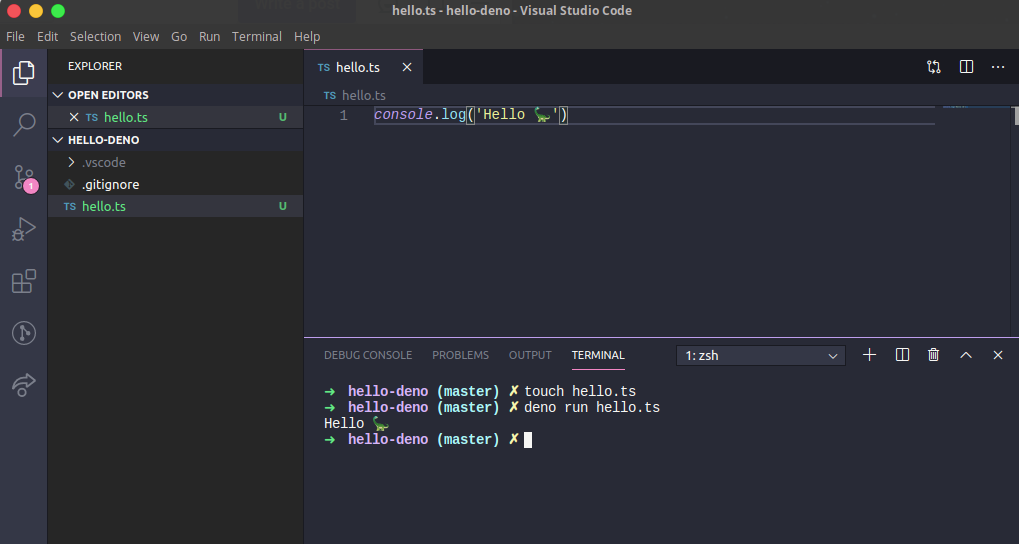 hello.ts - hello-deno - Visual Studio Code
File Edit Selection View Go Run Terminal Help
EXPLORER
OPEN EDITORS
TS hello.ts U
HELLO-DENO
.vscode
.gitignore
TS hello.ts U
1
TS hello.ts
TS hello.ts
1 console.log('Hello 🦕')
DEBUG CONSOLE PROBLEMS OUTPUT TERMINAL 1: zsh
➜ hello-deno (master) ✗ touch hello.ts
➜ hello-deno (master) ✗ deno run hello.ts
Hello 🦕
➜ hello-deno (master) ✗